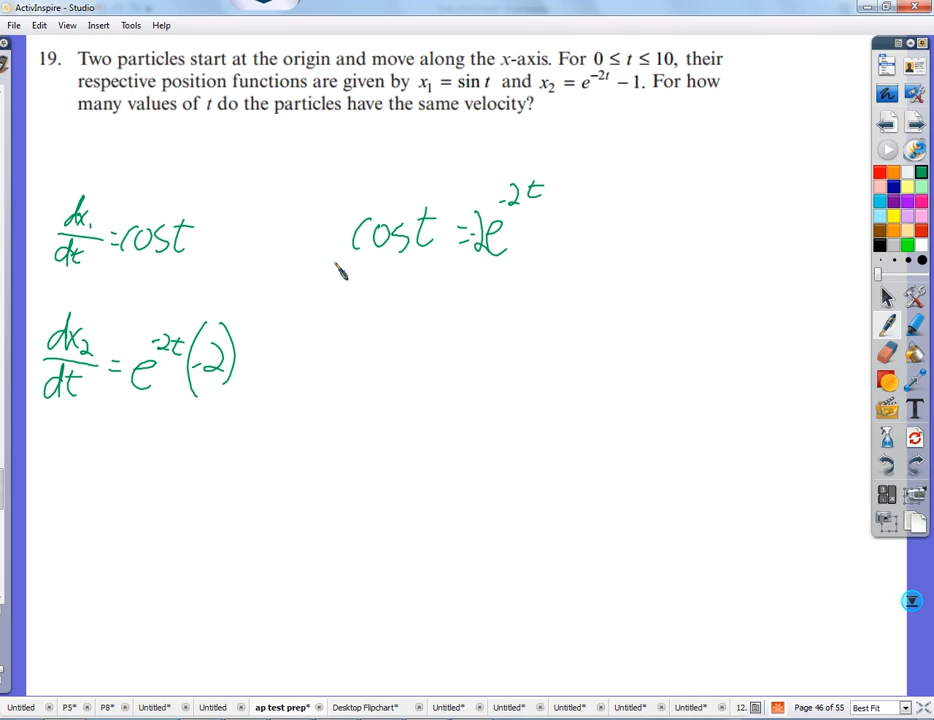 ActivInspire - Studio
File Edit View Insert Tools Help
19. Two particles start at the origin and move along the x-axis. For 0 ≤ t ≤ 10, their
respective position functions are given by x₁ = sin t and x₂ = e⁻²ᵗ − 1. For how
many values of t do the particles have the same velocity?
dx₁/dt = cos t
cos t = -2e^-2t
dx₂/dt = e^-2t (-2)
Untitled P5* P8* Untitled* Untitled ap test prep* Desktop Flipchart* Untitled* Untitled* Untitled* Untitled* Untitled* 12. Page 46 of 55 Best Fit